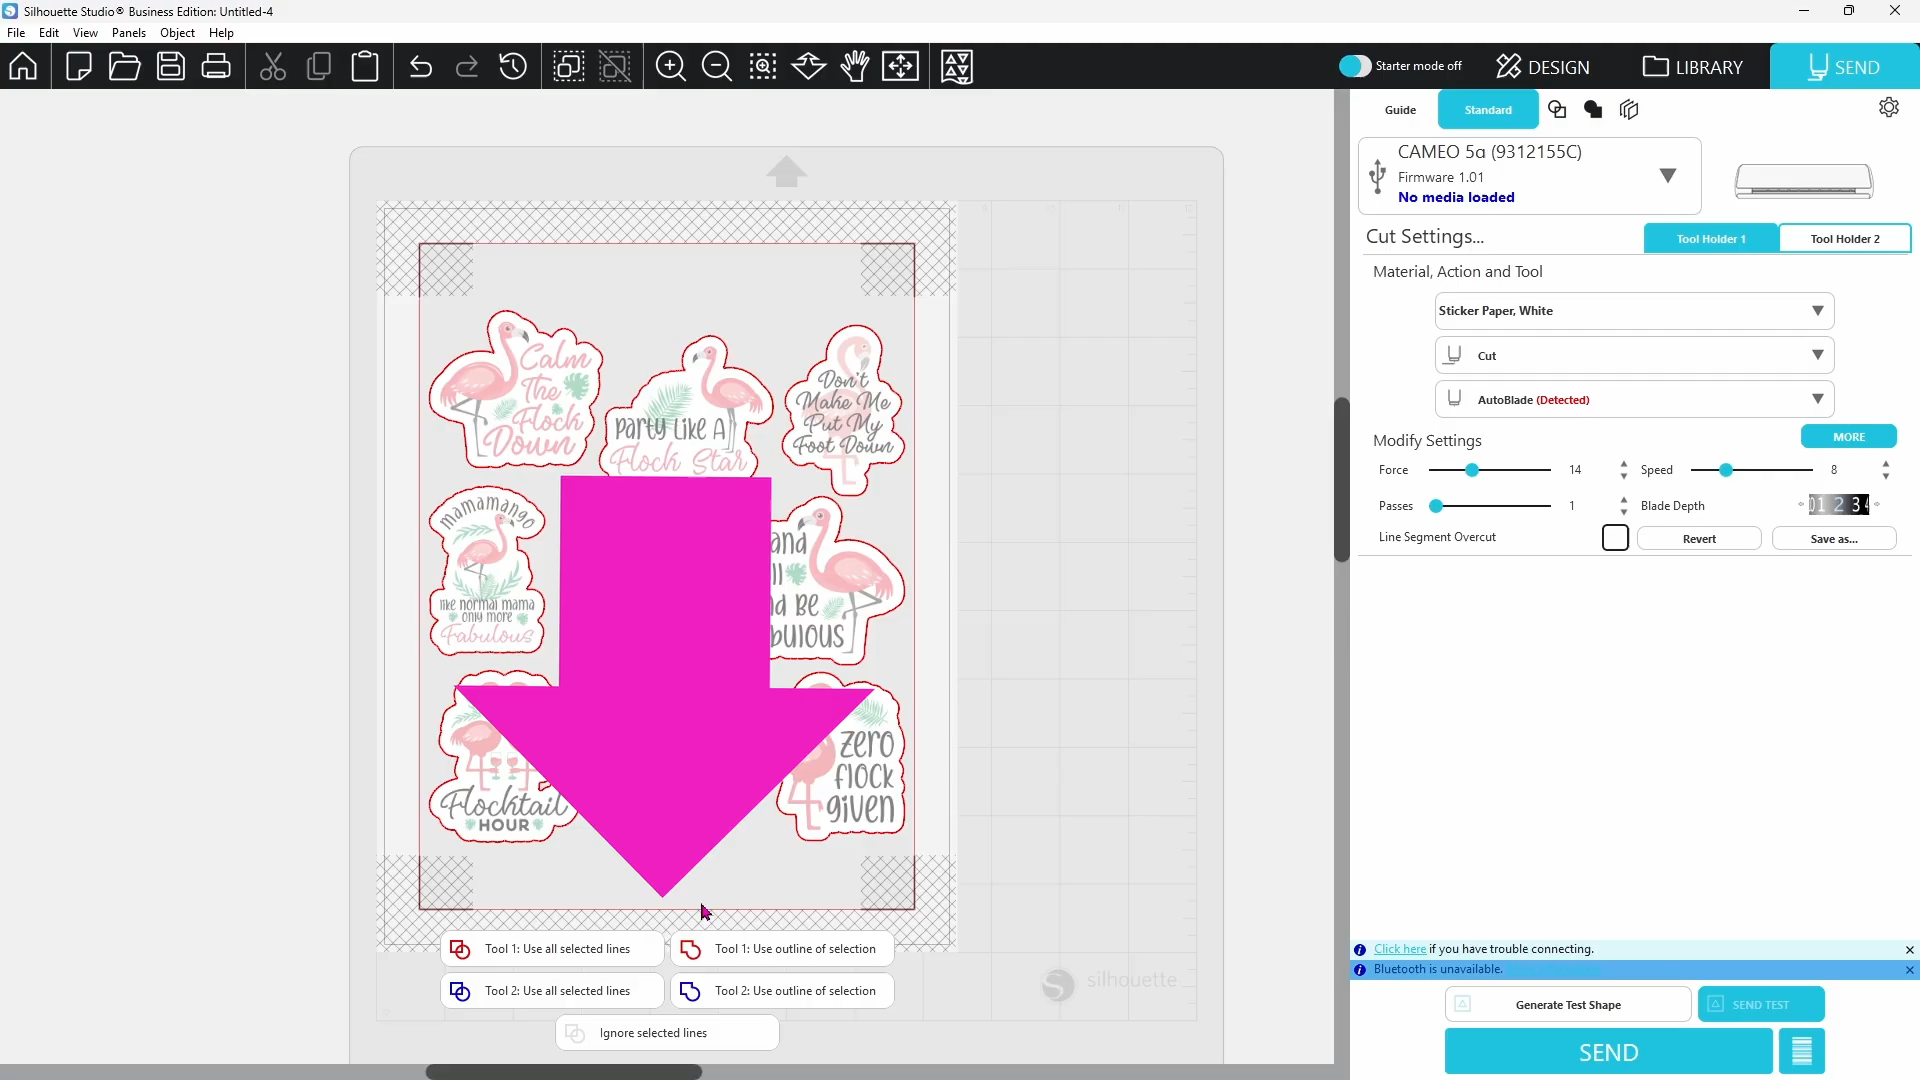 Silhouette Studio® Business Edition: Untitled-4
File Edit View Panels Object Help
Starter mode off
DESIGN
LIBRARY
SEND
Guide
Standard
CAMEO 5α (9312155C)
Firmware 1.01
No media loaded
Cut Settings...
Tool Holder 1
Tool Holder 2
Material, Action and Tool
Sticker Paper, White
Cut
AutoBlade (Detected)
Modify Settings
MORE
Force 14
Speed 8
Passes 1
Blade Depth
1 2 3
Line Segment Overcut
Revert
Save as...
Calm
The
Flock
Down
Party Like A
Flock Star
Don't
Make Me
Put My
Foot Down
mamamango
like normal mama
only more
Fabulous
and
Be
Flocktail
HOUR
zero
flock
given
silhouette
Tool 1: Use all selected lines
Tool 1: Use outline of selection
Tool 2: Use all selected lines
Tool 2: Use outline of selection
Ignore selected lines
Click here if you have trouble connecting.
Bluetooth is unavailable.
Generate Test Shape
SEND TEST
SEND